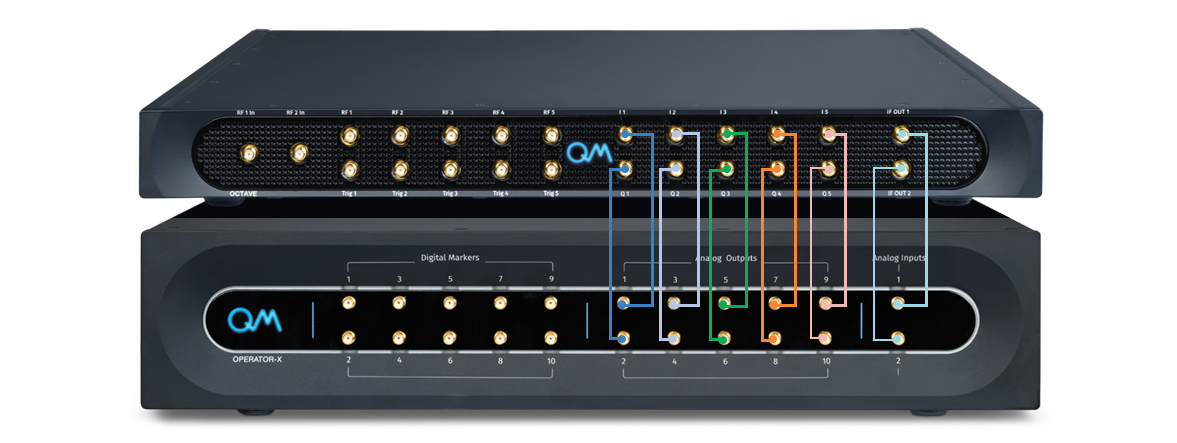 RF 1 In RF 2 In RF 1 RF 2 RF 3 RF 4 RF 5 I 1 I 2 I 3 I 4 I 5 IF OUT 1
QM
OCTAVE Trig 1 Trig 2 Trig 3 Trig 4 Trig 5 Q 1 Q 2 Q 3 Q 4 Q 5 IF OUT 2
Digital Markers Analog Outputs Analog Inputs
1 3 5 7 9 1 3 5 7 9 1
QM
OPERATOR-X
2 4 6 8 10 2 4 6 8 10 2